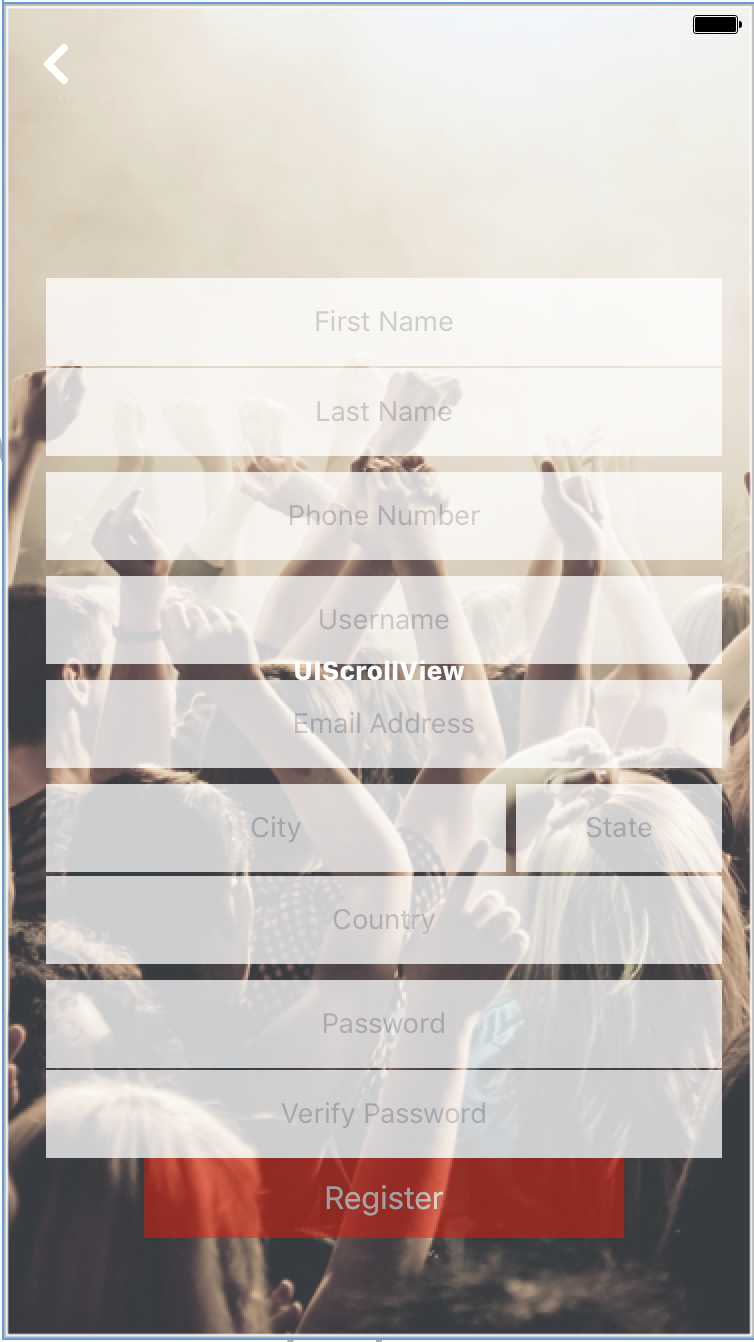 First Name
Last Name
Phone Number
Username
UIScrollView
Email Address
City State
Country
Password
Verify Password
Register